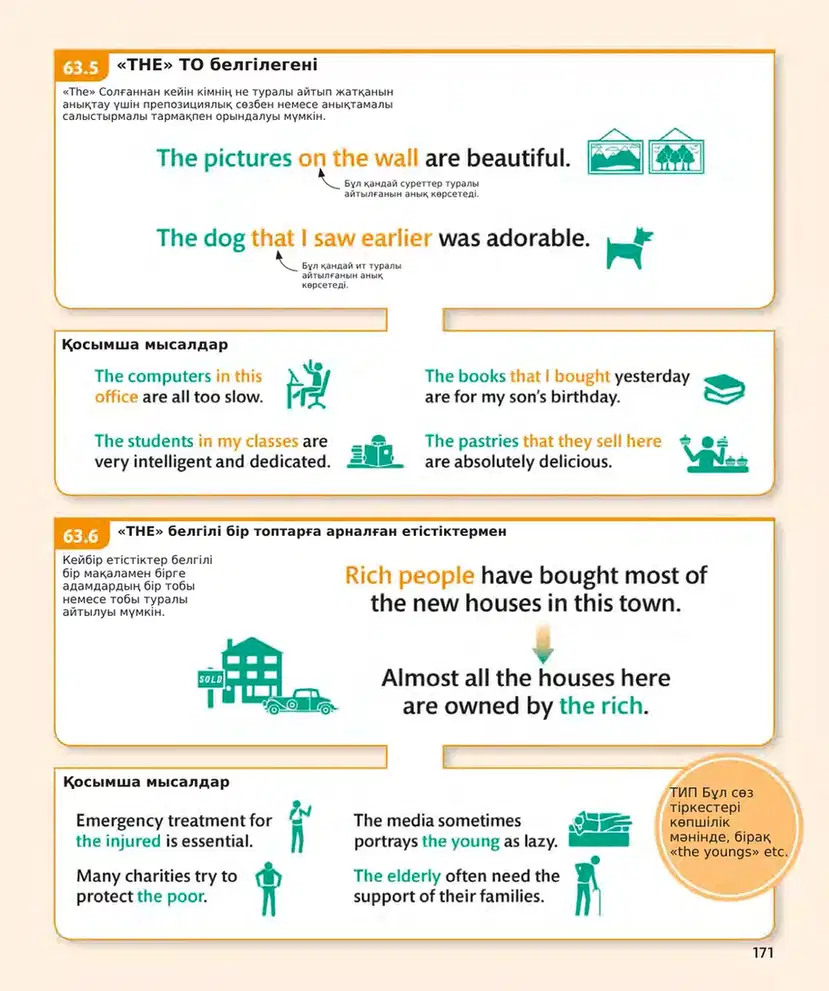 63.5 «THE» TO белгілегені
«The» Солғаннан кейін кімнің не туралы айтып жатқанын
анықтау үшін препозициялық сөзбен немесе анықтамалы
салыстырмалы тармақпен орындалуы мүмкін.
The pictures on the wall are beautiful.
Бұл қандай суреттер туралы
айтылғанын анық көрсетеді.
The dog that I saw earlier was adorable.
Бұл қандай ит туралы
айтылғанын анық
көрсетеді.
Қосымша мысалдар
The computers in this
office are all too slow.
The books that I bought yesterday
are for my son's birthday.
The students in my classes are
very intelligent and dedicated.
The pastries that they sell here
are absolutely delicious.
63.6 «THE» белгілі бір топтарға арналған етістіктермен
Кейбір етістіктер белгілі
бір мақаламен бірге
адамдардың бір тобы
немесе тобы туралы
айтылуы мүмкін.
Rich people have bought most of
the new houses in this town.
SOLD
Almost all the houses here
are owned by the rich.
Қосымша мысалдар
Emergency treatment for
the injured is essential.
The media sometimes
portrays the young as lazy.
Many charities try to
protect the poor.
The elderly often need the
support of their families.
ТИП Бұл сөз
тіркестері
көпшілік
мәнінде, бірақ
«the youngs» etc.
171